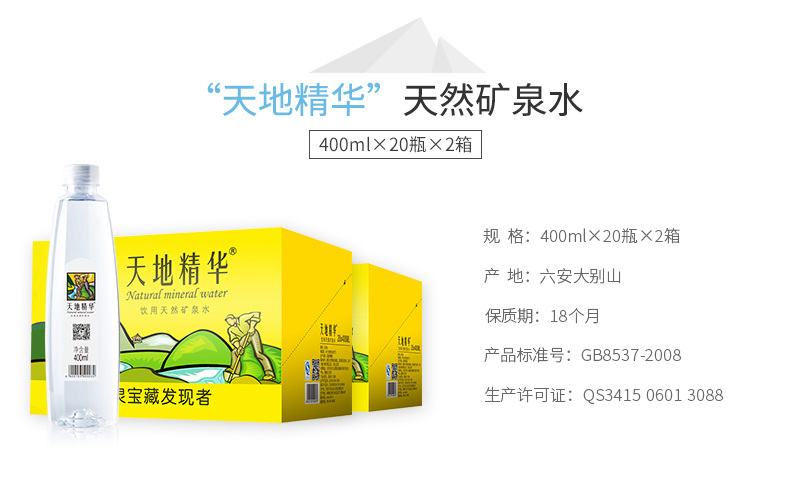 “天地精华”天然矿泉水
400ml×20瓶×2箱
规 格：400ml×20瓶×2箱
产 地：六安大别山
保质期：18个月
产品标准号：GB8537-2008
生产许可证：QS3415 0601 3088
天地精华®
Natural mineral water
饮用天然矿泉水
泉宝藏发现者
天地精华
净含量
400ml
天地精华